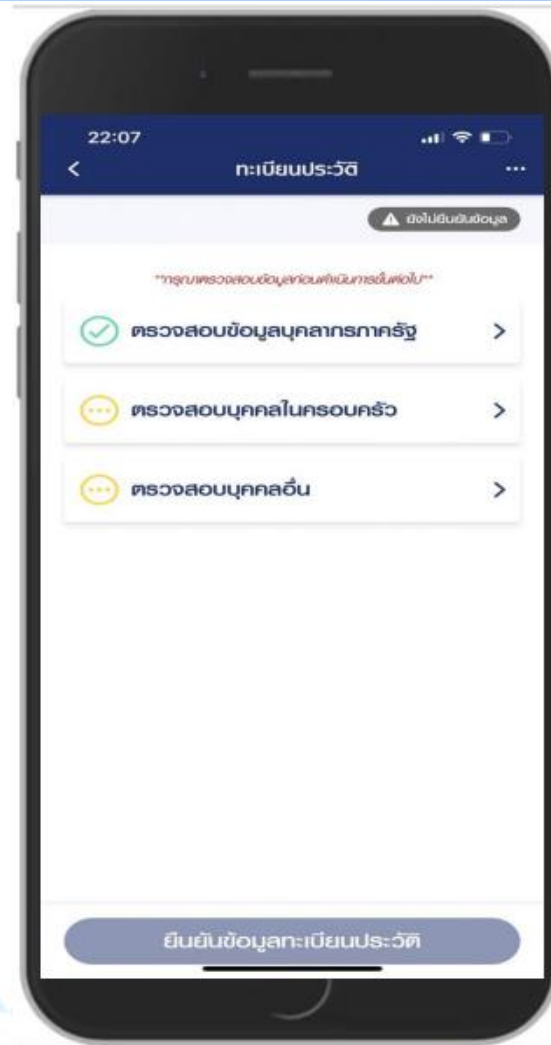 22:07
ทะเบียนประวัติ
ยังไม่ยืนยันข้อมูล
**กรุณาตรวจสอบข้อมูลก่อนดำเนินการขั้นต่อไป**
ตรวจสอบข้อมูลบุคลากรภาครัฐ
ตรวจสอบบุคคลในครอบครัว
ตรวจสอบบุคคลอื่น
ยืนยันข้อมูลทะเบียนประวัติ